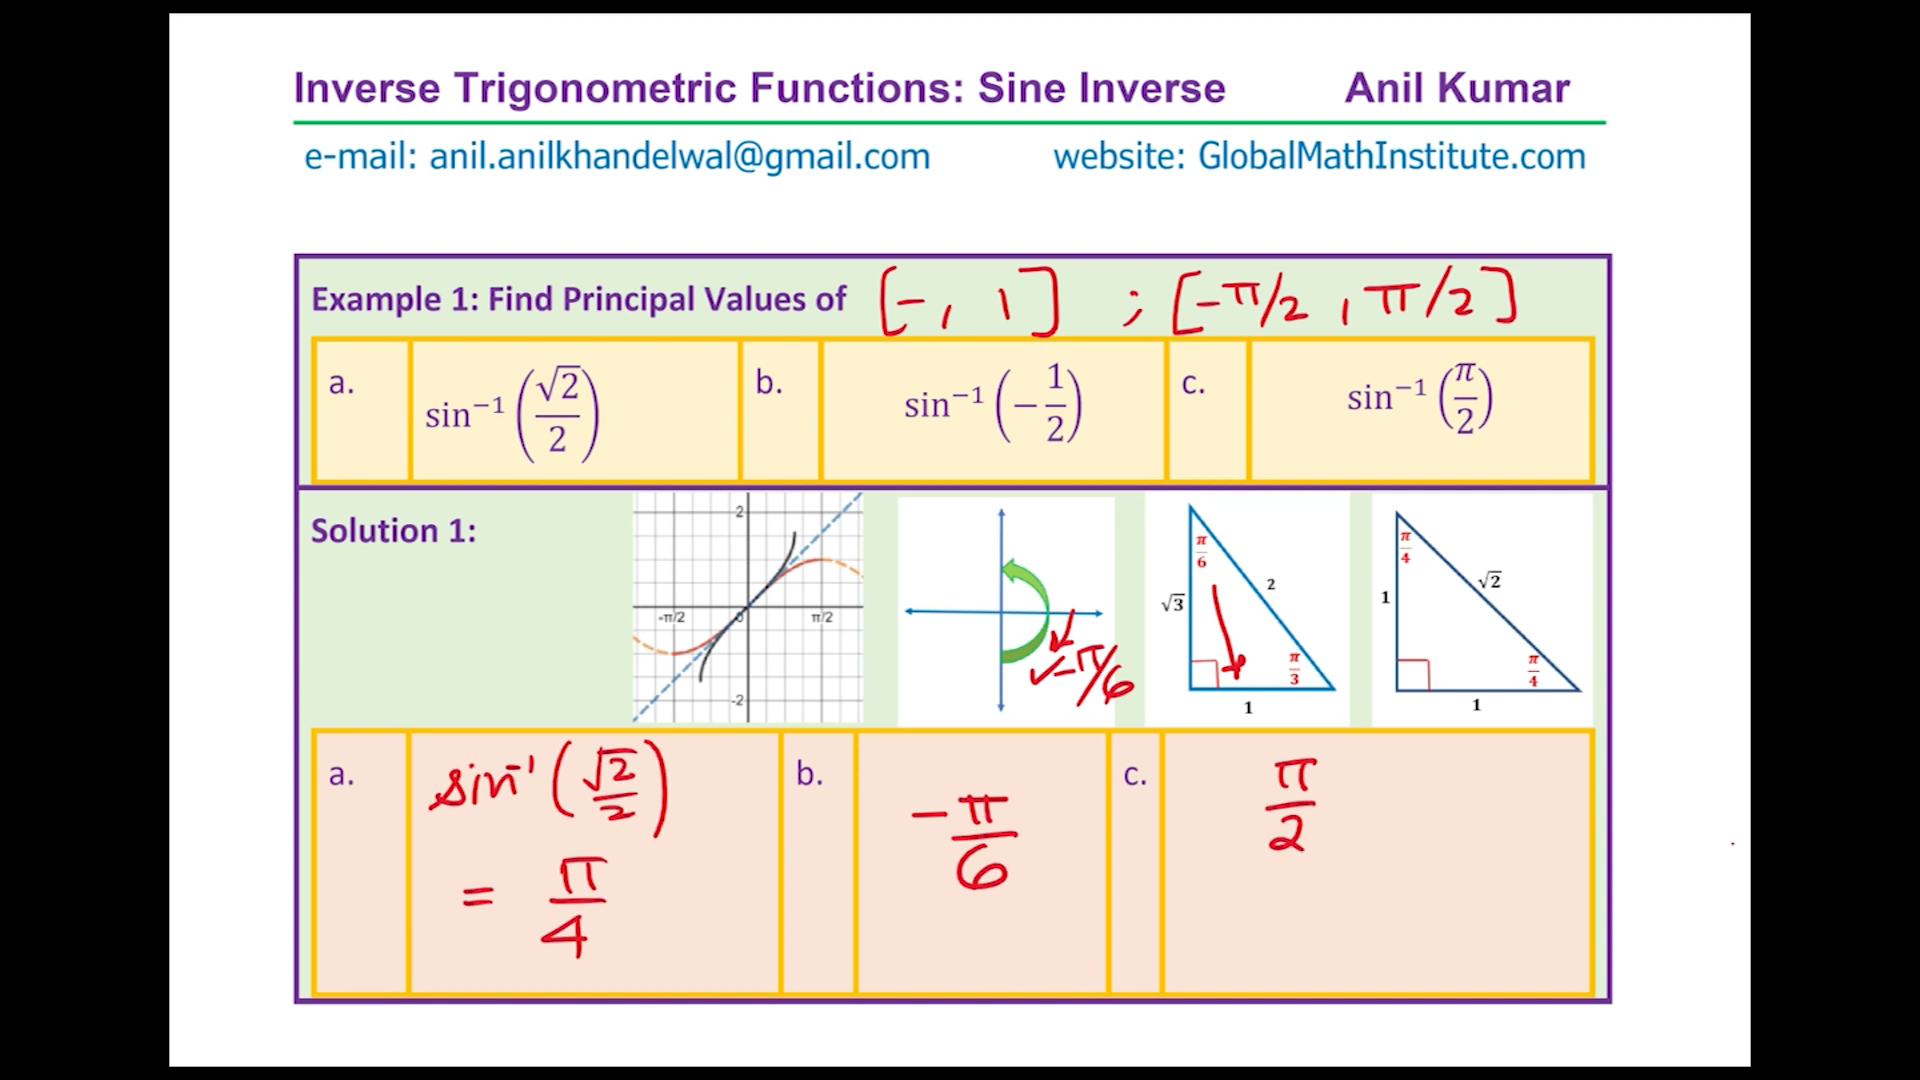 Inverse Trigonometric Functions: Sine Inverse Anil Kumar
e-mail: anil.anilkhandelwal@gmail.com website: GlobalMathInstitute.com
Example 1: Find Principal Values of [-, 1] ; [-π/2, π/2]
a. sin⁻¹(√2/2) b. sin⁻¹(-1/2) c. sin⁻¹(π/2)
Solution 1:
2
-π/2 0 π/2
-2
-π/6
π/6
√3 2
π/3
1
π/4
1 √2
π/4
1
a. sin⁻¹(√2/2) b. -π/6 c. π/2
= π/4